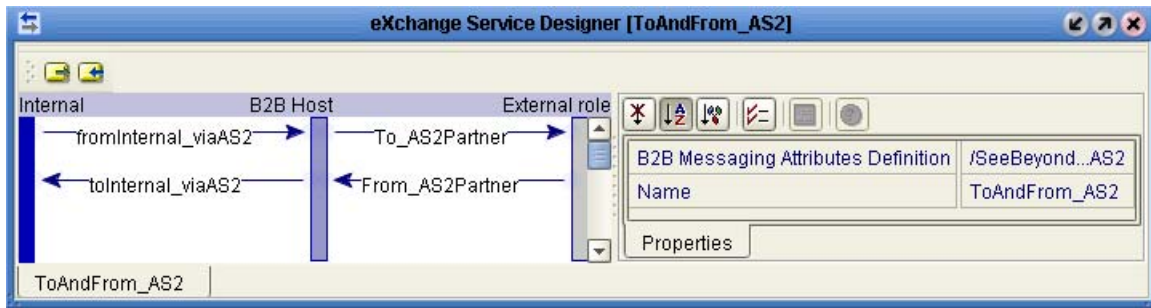 eXchange Service Designer [ToAndFrom_AS2]
Internal B2B Host External role
fromInternal_viaAS2 To_AS2Partner
toInternal_viaAS2 From_AS2Partner
B2B Messaging Attributes Definition /SeeBeyond...AS2
Name ToAndFrom_AS2
Properties
ToAndFrom_AS2